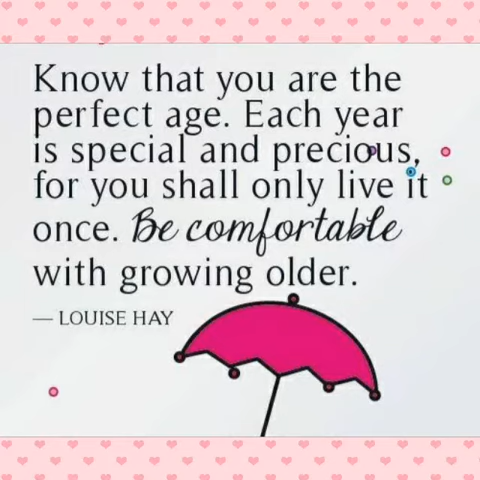 Know that you are the
perfect age. Each year
is special and precious,
for you shall only live it
once. Be comfortable
with growing older.
— LOUISE HAY